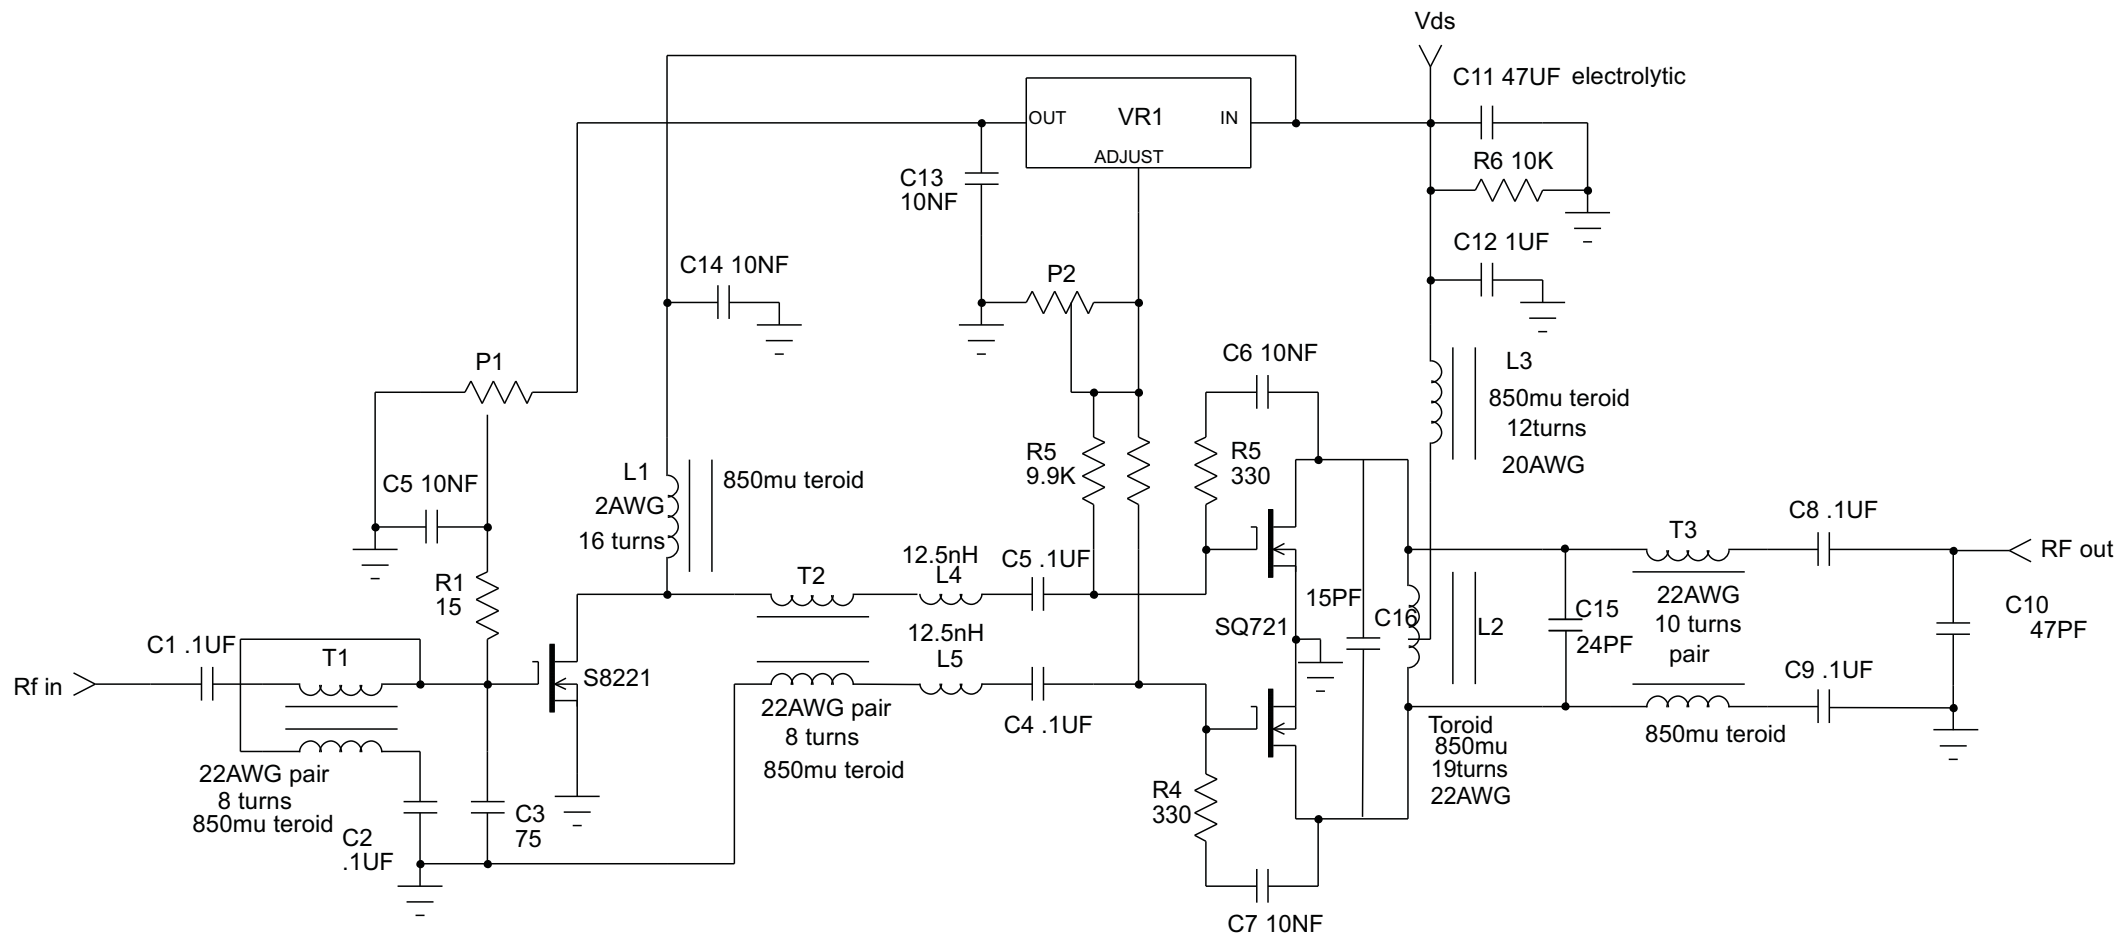 Vds
C11 47UF electrolytic
OUT
VR1
IN
ADJUST
R6 10K
C13
10NF
C12 1UF
C14 10NF
P2
P1
C6 10NF
L3
850mu teroid
12turns
20AWG
C5 10NF
L1
2AWG
16 turns
850mu teroid
R5
9.9K
R5
330
C8 .1UF
T3
RF out
22AWG
10 turns
pair
12.5nH
L4
C5 .1UF
T2
R1
15
15PF
C16
C15
24PF
C10
47PF
C1 .1UF
T1
12.5nH
L5
SQ721
L2
Rf in
S8221
C9 .1UF
22AWG pair
8 turns
850mu teroid
C4 .1UF
Toroid
850mu
19turns
22AWG
850mu teroid
22AWG pair
8 turns
850mu teroid
C2
.1UF
C3
75
R4
330
C7 10NF